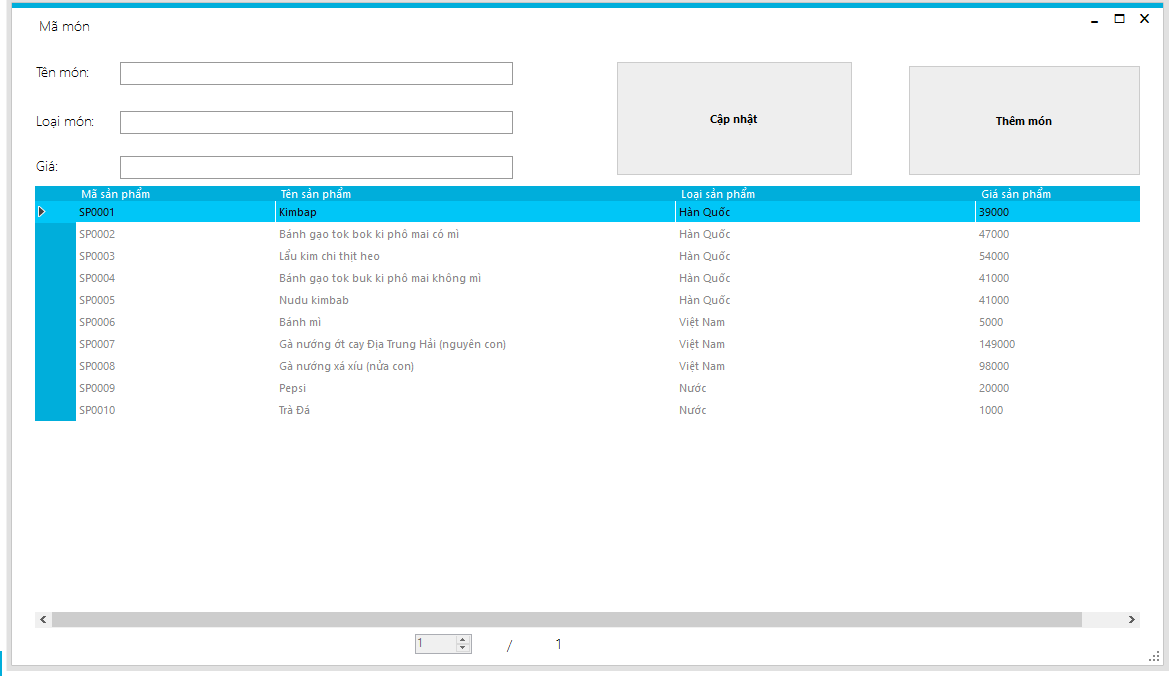 Mã món
Tên món:
Loại món:
Giá:
Cập nhật
Thêm món
Mã sản phẩm Tên sản phẩm Loại sản phẩm Giá sản phẩm
SP0001 Kimbap Hàn Quốc 39000
SP0002 Bánh gạo tok bok ki phô mai có mì Hàn Quốc 47000
SP0003 Lẩu kim chi thịt heo Hàn Quốc 54000
SP0004 Bánh gạo tok buk ki phô mai không mì Hàn Quốc 41000
SP0005 Nudu kimbab Hàn Quốc 41000
SP0006 Bánh mì Việt Nam 5000
SP0007 Gà nướng ớt cay Địa Trung Hải (nguyên con) Việt Nam 149000
SP0008 Gà nướng xá xíu (nửa con) Việt Nam 98000
SP0009 Pepsi Nước 20000
SP0010 Trà Đá Nước 1000
1 / 1